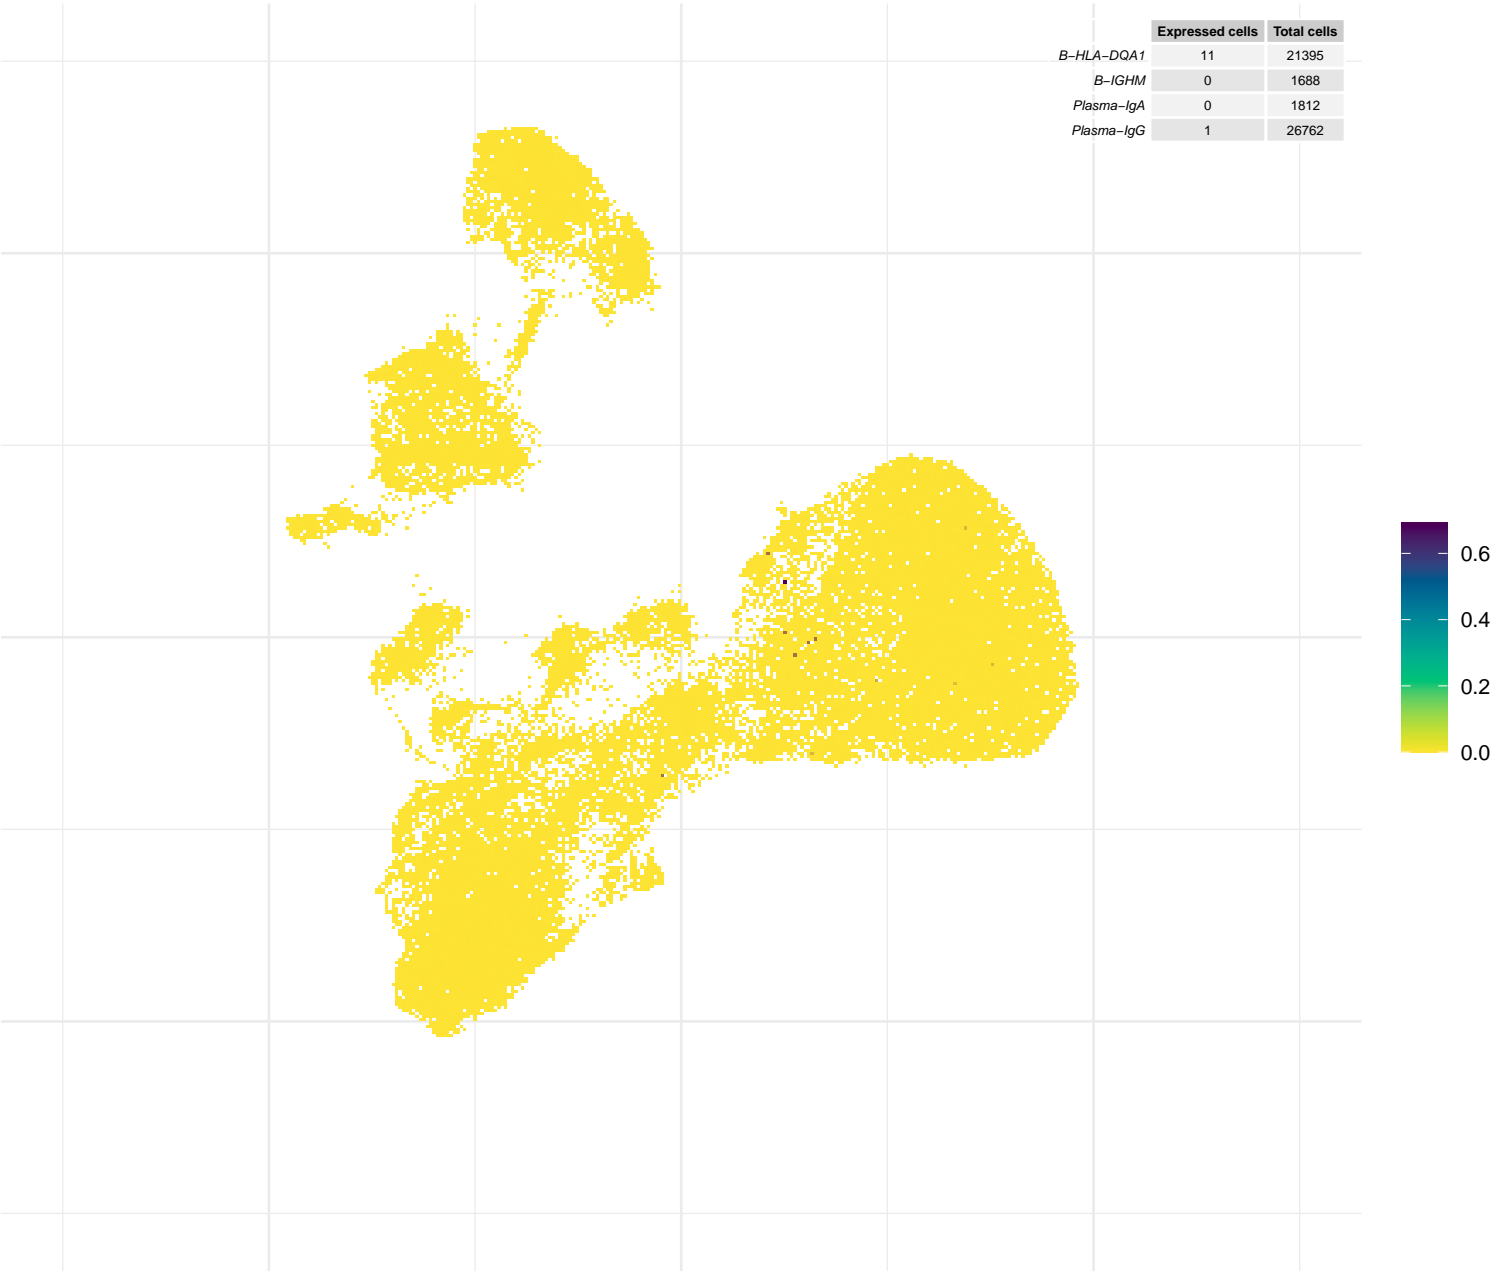 Expressed cells Total cells
B−HLA−DQA1 11 21395
B−IGHM 0 1688
Plasma−IgA 0 1812
Plasma−IgG 1 26762
0.6
0.4
0.2
0.0